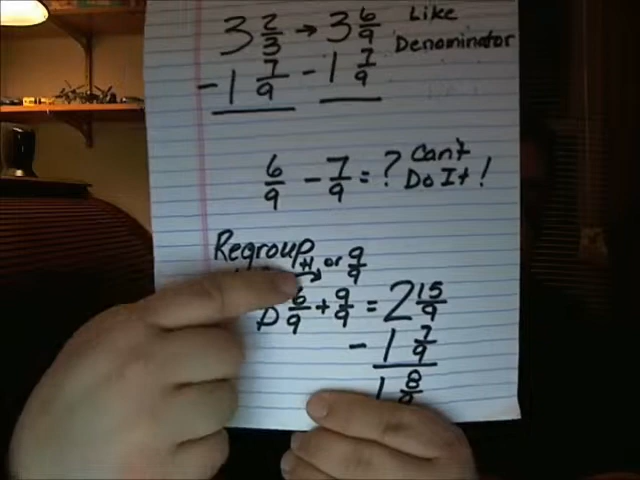 3 2/3 → 3 6/9 Like
- 1 7/9 - 1 7/9 Denominator
6/9 - 7/9 = ? Can't
Do It!
Regroup
+1 or 9/9
6/9 + 9/9 = 2 15/9
- 1 7/9
1 8/9